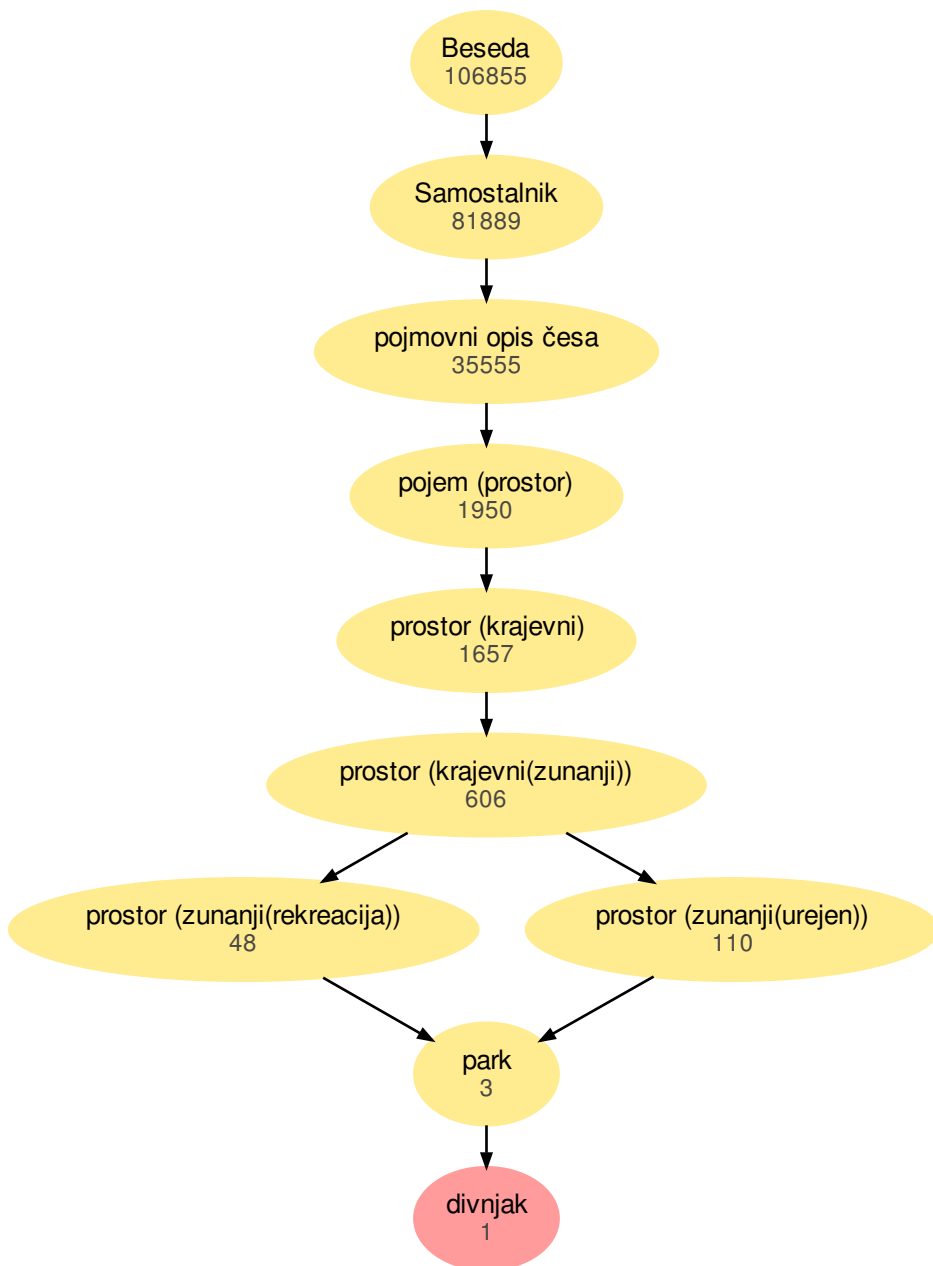 Beseda
106855
Samostalnik
81889
pojmovni opis česa
35555
pojem (prostor)
1950
prostor (krajevni)
1657
prostor (krajevni(zunanji))
606
prostor (zunanji(rekreacija))
48
prostor (zunanji(urejen))
110
park
3
divnjak
1